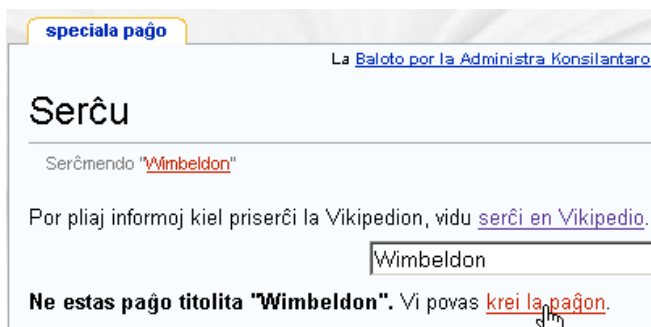 speciala paĝo
La Baloto por la Administra Konsilantaro
Serĉu
Serĉmendo "Wimbeldon"
Por pliaj informoj kiel priserĉi la Vikipedion, vidu serĉi en Vikipedio.
Wimbeldon
Ne estas paĝo titolita "Wimbeldon". Vi povas krei la paĝon.